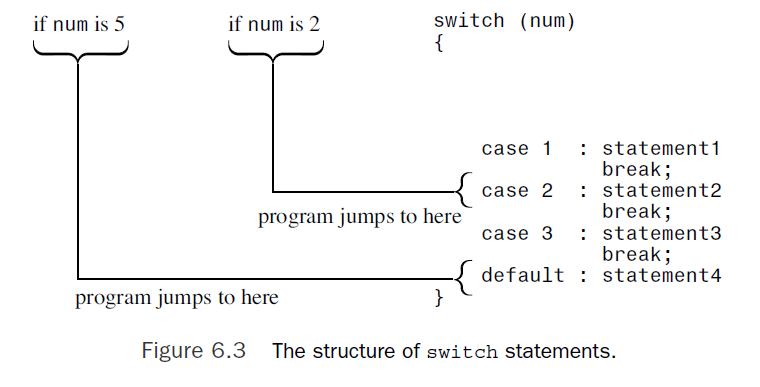 if num is 5 if num is 2 switch (num)
{
case 1 : statement1
break;
case 2 : statement2
program jumps to here break;
case 3 : statement3
break;
default : statement4
program jumps to here }
Figure 6.3 The structure of switch statements.